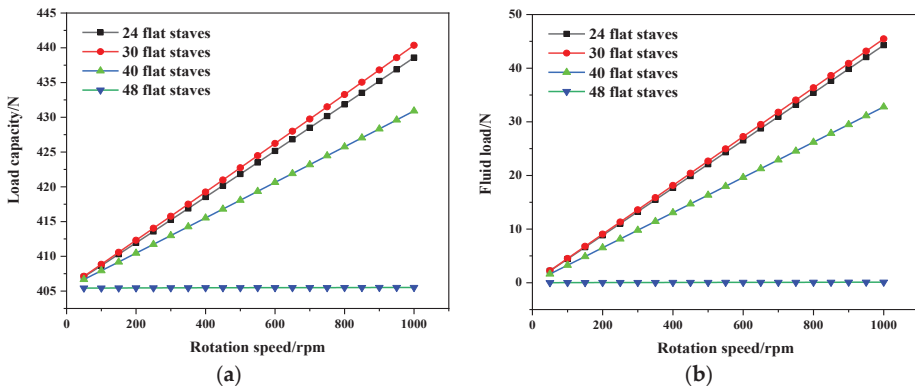 24 flat staves
30 flat staves
40 flat staves
48 flat staves
Load capacity/N
440
435
430
425
420
415
410
405
0
200
400
600
800
1000
Rotation speed/rpm
(a)
24 flat staves
30 flat staves
40 flat staves
48 flat staves
Fluid load/N
50
40
30
20
10
0
0
200
400
600
800
1000
Rotation speed/rpm
(b)